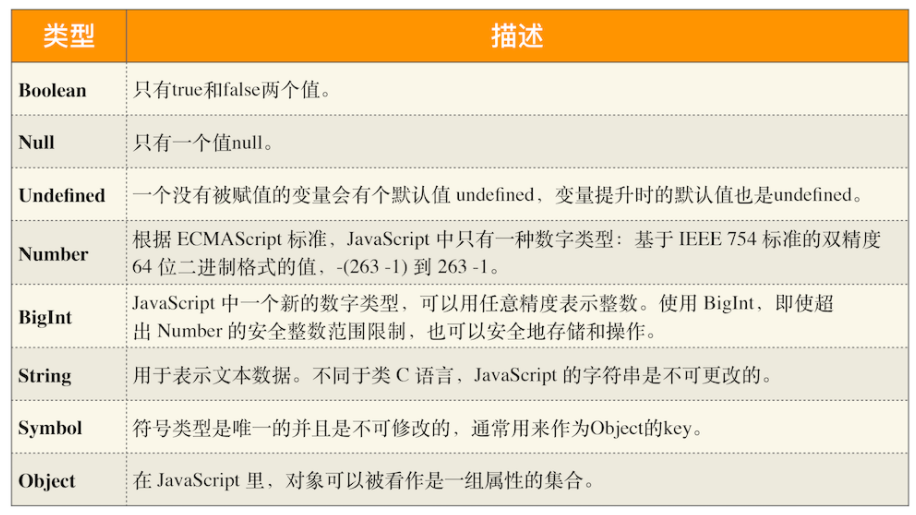 类型 描述
Boolean 只有true和false两个值。
Null 只有一个值null。
Undefined 一个没有被赋值的变量会有个默认值 undefined，变量提升时的默认值也是undefined。
Number 根据 ECMAScript 标准，JavaScript 中只有一种数字类型：基于 IEEE 754 标准的双精度
64 位二进制格式的值，-(263 -1) 到 263 -1。
BigInt JavaScript 中一个新的数字类型，可以用任意精度表示整数。使用 BigInt，即使超
出 Number 的安全整数范围限制，也可以安全地存储和操作。
String 用于表示文本数据。不同于类 C 语言，JavaScript 的字符串是不可更改的。
Symbol 符号类型是唯一的并且是不可修改的，通常用来作为Object的key。
Object 在 JavaScript 里，对象可以被看作是一组属性的集合。